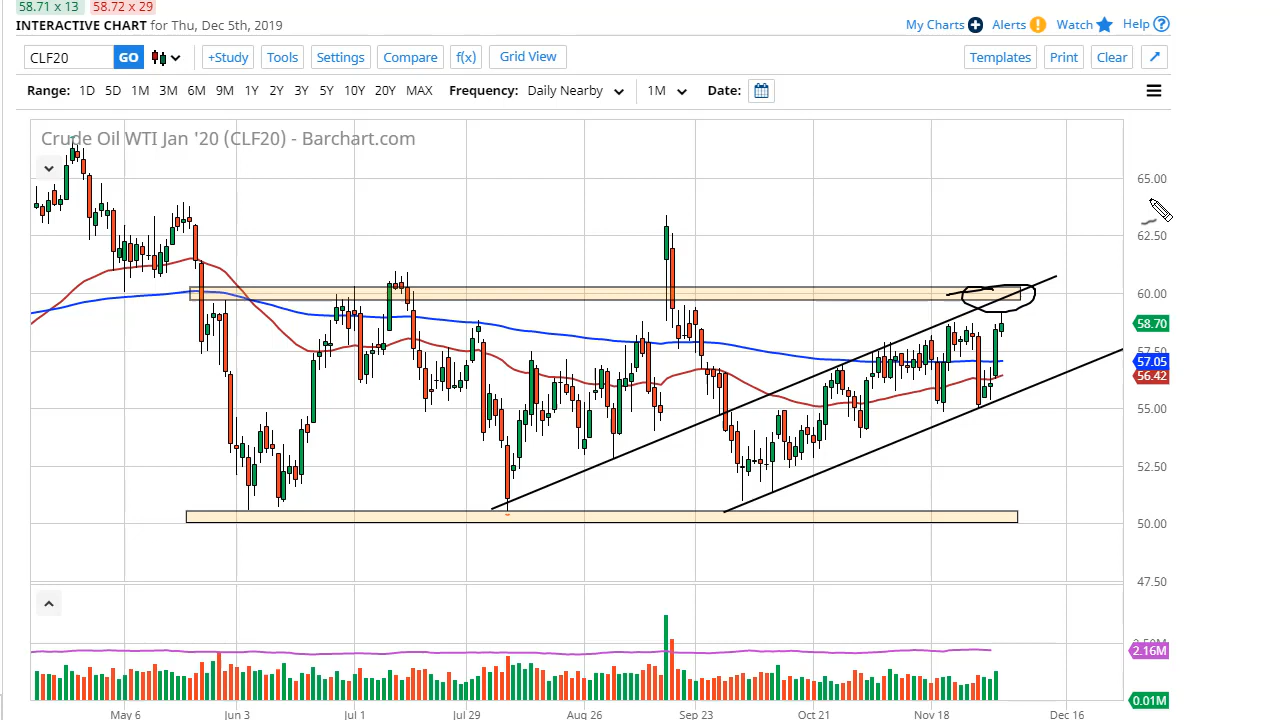 58.71 x 13 58.72 x 29
INTERACTIVE CHART for Thu, Dec 5th, 2019
My Charts Alerts Watch Help
CLF20 GO +Study Tools Settings Compare f(x) Grid View Templates Print Clear
Range: 1D 5D 1M 3M 6M 9M 1Y 2Y 3Y 5Y 10Y 20Y MAX Frequency: Daily Nearby 1M Date:
Crude Oil WTI Jan '20 (CLF20) - Barchart.com
65.00
62.50
60.00
58.70
57.50
57.05
56.42
55.00
52.50
50.00
47.50
2.50M
2.16M
0.01M
May 6 Jun 3 Jul 1 Jul 29 Aug 26 Sep 23 Oct 21 Nov 18 Dec 16